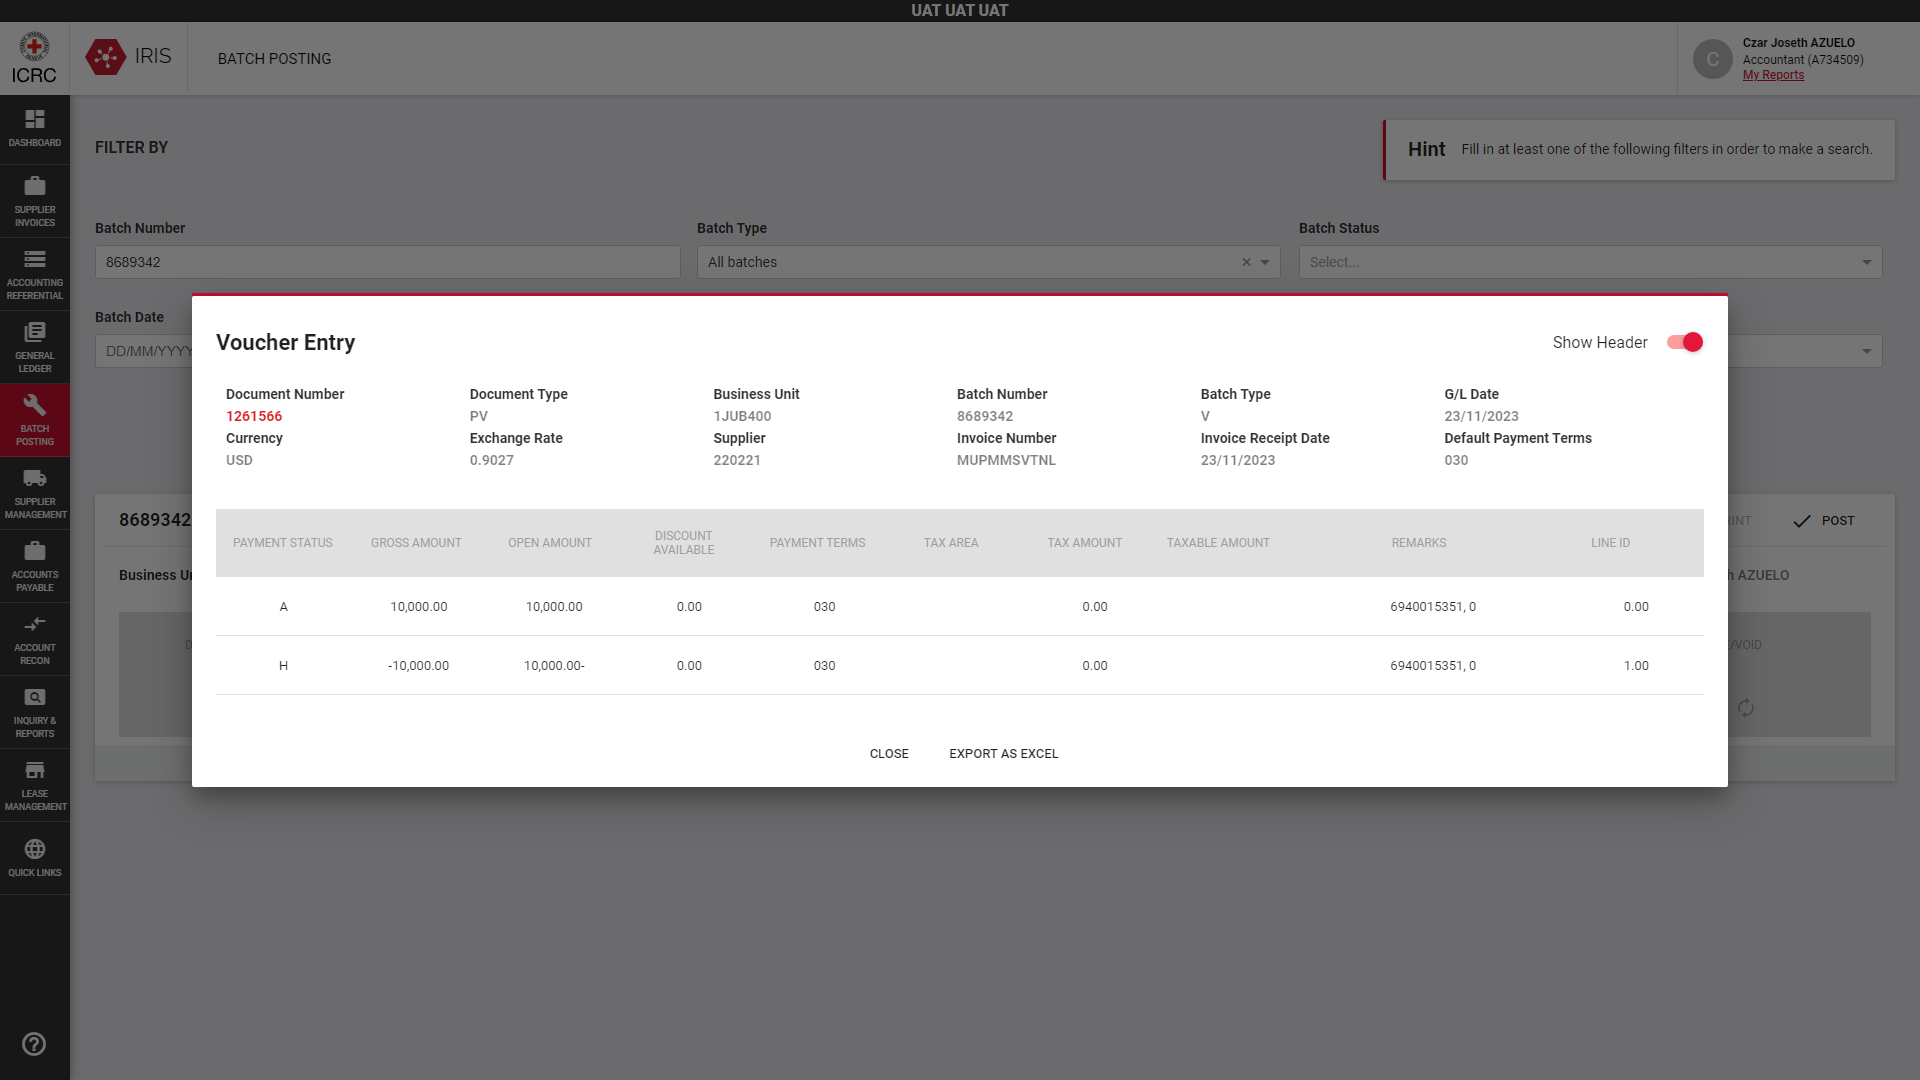 UAT UAT UAT
ICRC
IRIS
BATCH POSTING
C
Czar Joseth AZUELO
Accountant (A734509)
My Reports
DASHBOARD
SUPPLIER
INVOICES
ACCOUNTING
REFERENTIAL
GENERAL
LEDGER
BATCH
POSTING
SUPPLIER
MANAGEMENT
ACCOUNTS
PAYABLE
ACCOUNT
RECON
INQUIRY &
REPORTS
LEASE
MANAGEMENT
QUICK LINKS
FILTER BY
Hint Fill in at least one of the following filters in order to make a search.
Batch Number Batch Type Batch Status
8689342 All batches Select...
Batch Date
DD/MM/YYYY
8689342
POST
Business
AZUELO
/VOID
Voucher Entry Show Header
Document Number Document Type Business Unit Batch Number Batch Type G/L Date
1261566 PV 1JUB400 8689342 V 23/11/2023
Currency Exchange Rate Supplier Invoice Number Invoice Receipt Date Default Payment Terms
USD 0.9027 220221 MUPMMSVTNL 23/11/2023 030
PAYMENT STATUS GROSS AMOUNT OPEN AMOUNT DISCOUNT AVAILABLE PAYMENT TERMS TAX AREA TAX AMOUNT TAXABLE AMOUNT REMARKS LINE ID
A 10,000.00 10,000.00 0.00 030 0.00 6940015351, 0 0.00
H -10,000.00 10,000.00- 0.00 030 0.00 6940015351, 0 1.00
CLOSE EXPORT AS EXCEL